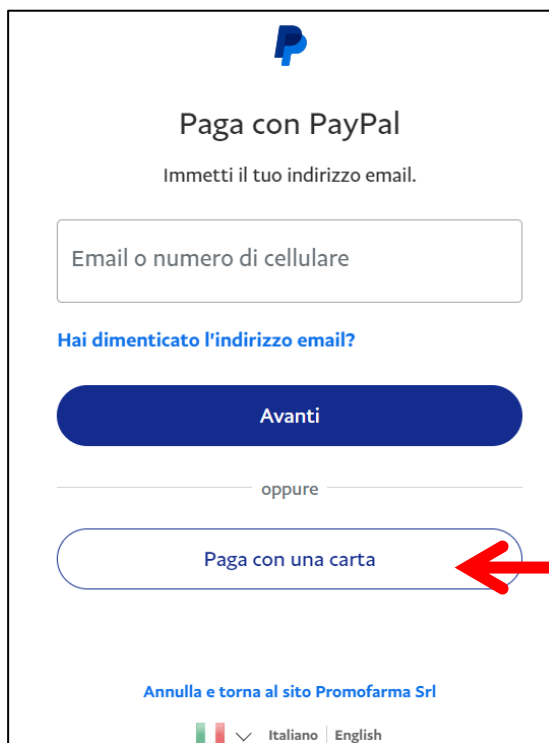 Paga con PayPal
Immetti il tuo indirizzo email.
Email o numero di cellulare
Hai dimenticato l'indirizzo email?
Avanti
oppure
Paga con una carta
Annulla e torna al sito Promofarma Srl
Italiano English